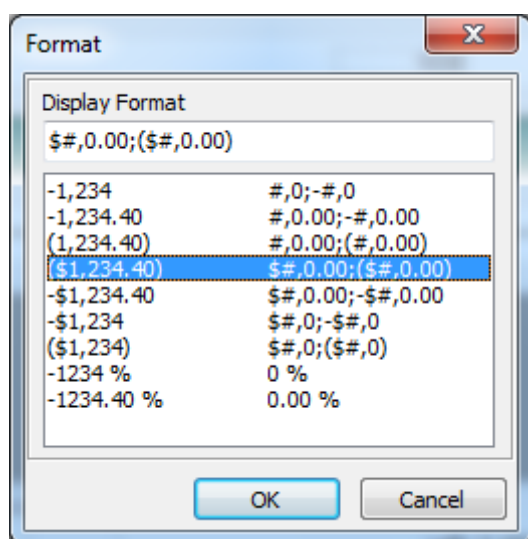 Format
Display Format
$#,0.00;($#,0.00)
-1,234 #,0;-#,0
-1,234.40 #,0.00;-#,0.00
(1,234.40) #,0.00;(#,0.00)
($1,234.40) $#,0.00;($#,0.00)
-$1,234.40 $#,0.00;-$#,0.00
-$1,234 $#,0;-$#,0
($1,234) $#,0;($#,0)
-1234 % 0 %
-1234.40 % 0.00 %
OK Cancel